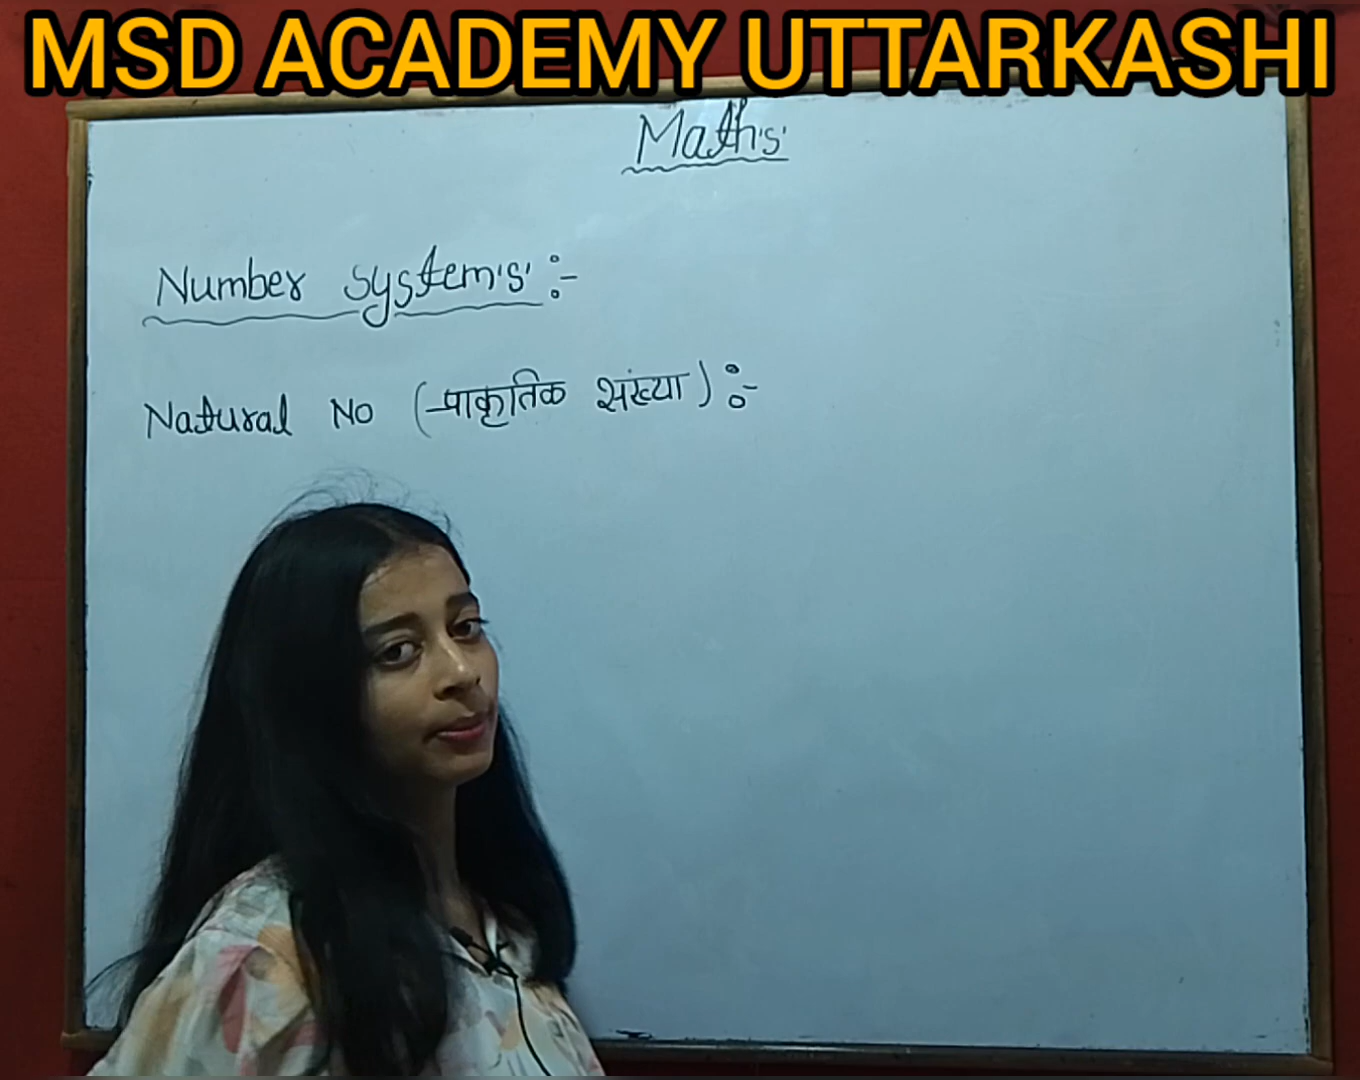 MSD ACADEMY UTTARKASHI
Math's'
Number system's' :-
Natural No (प्राकृतिक संख्या) :-